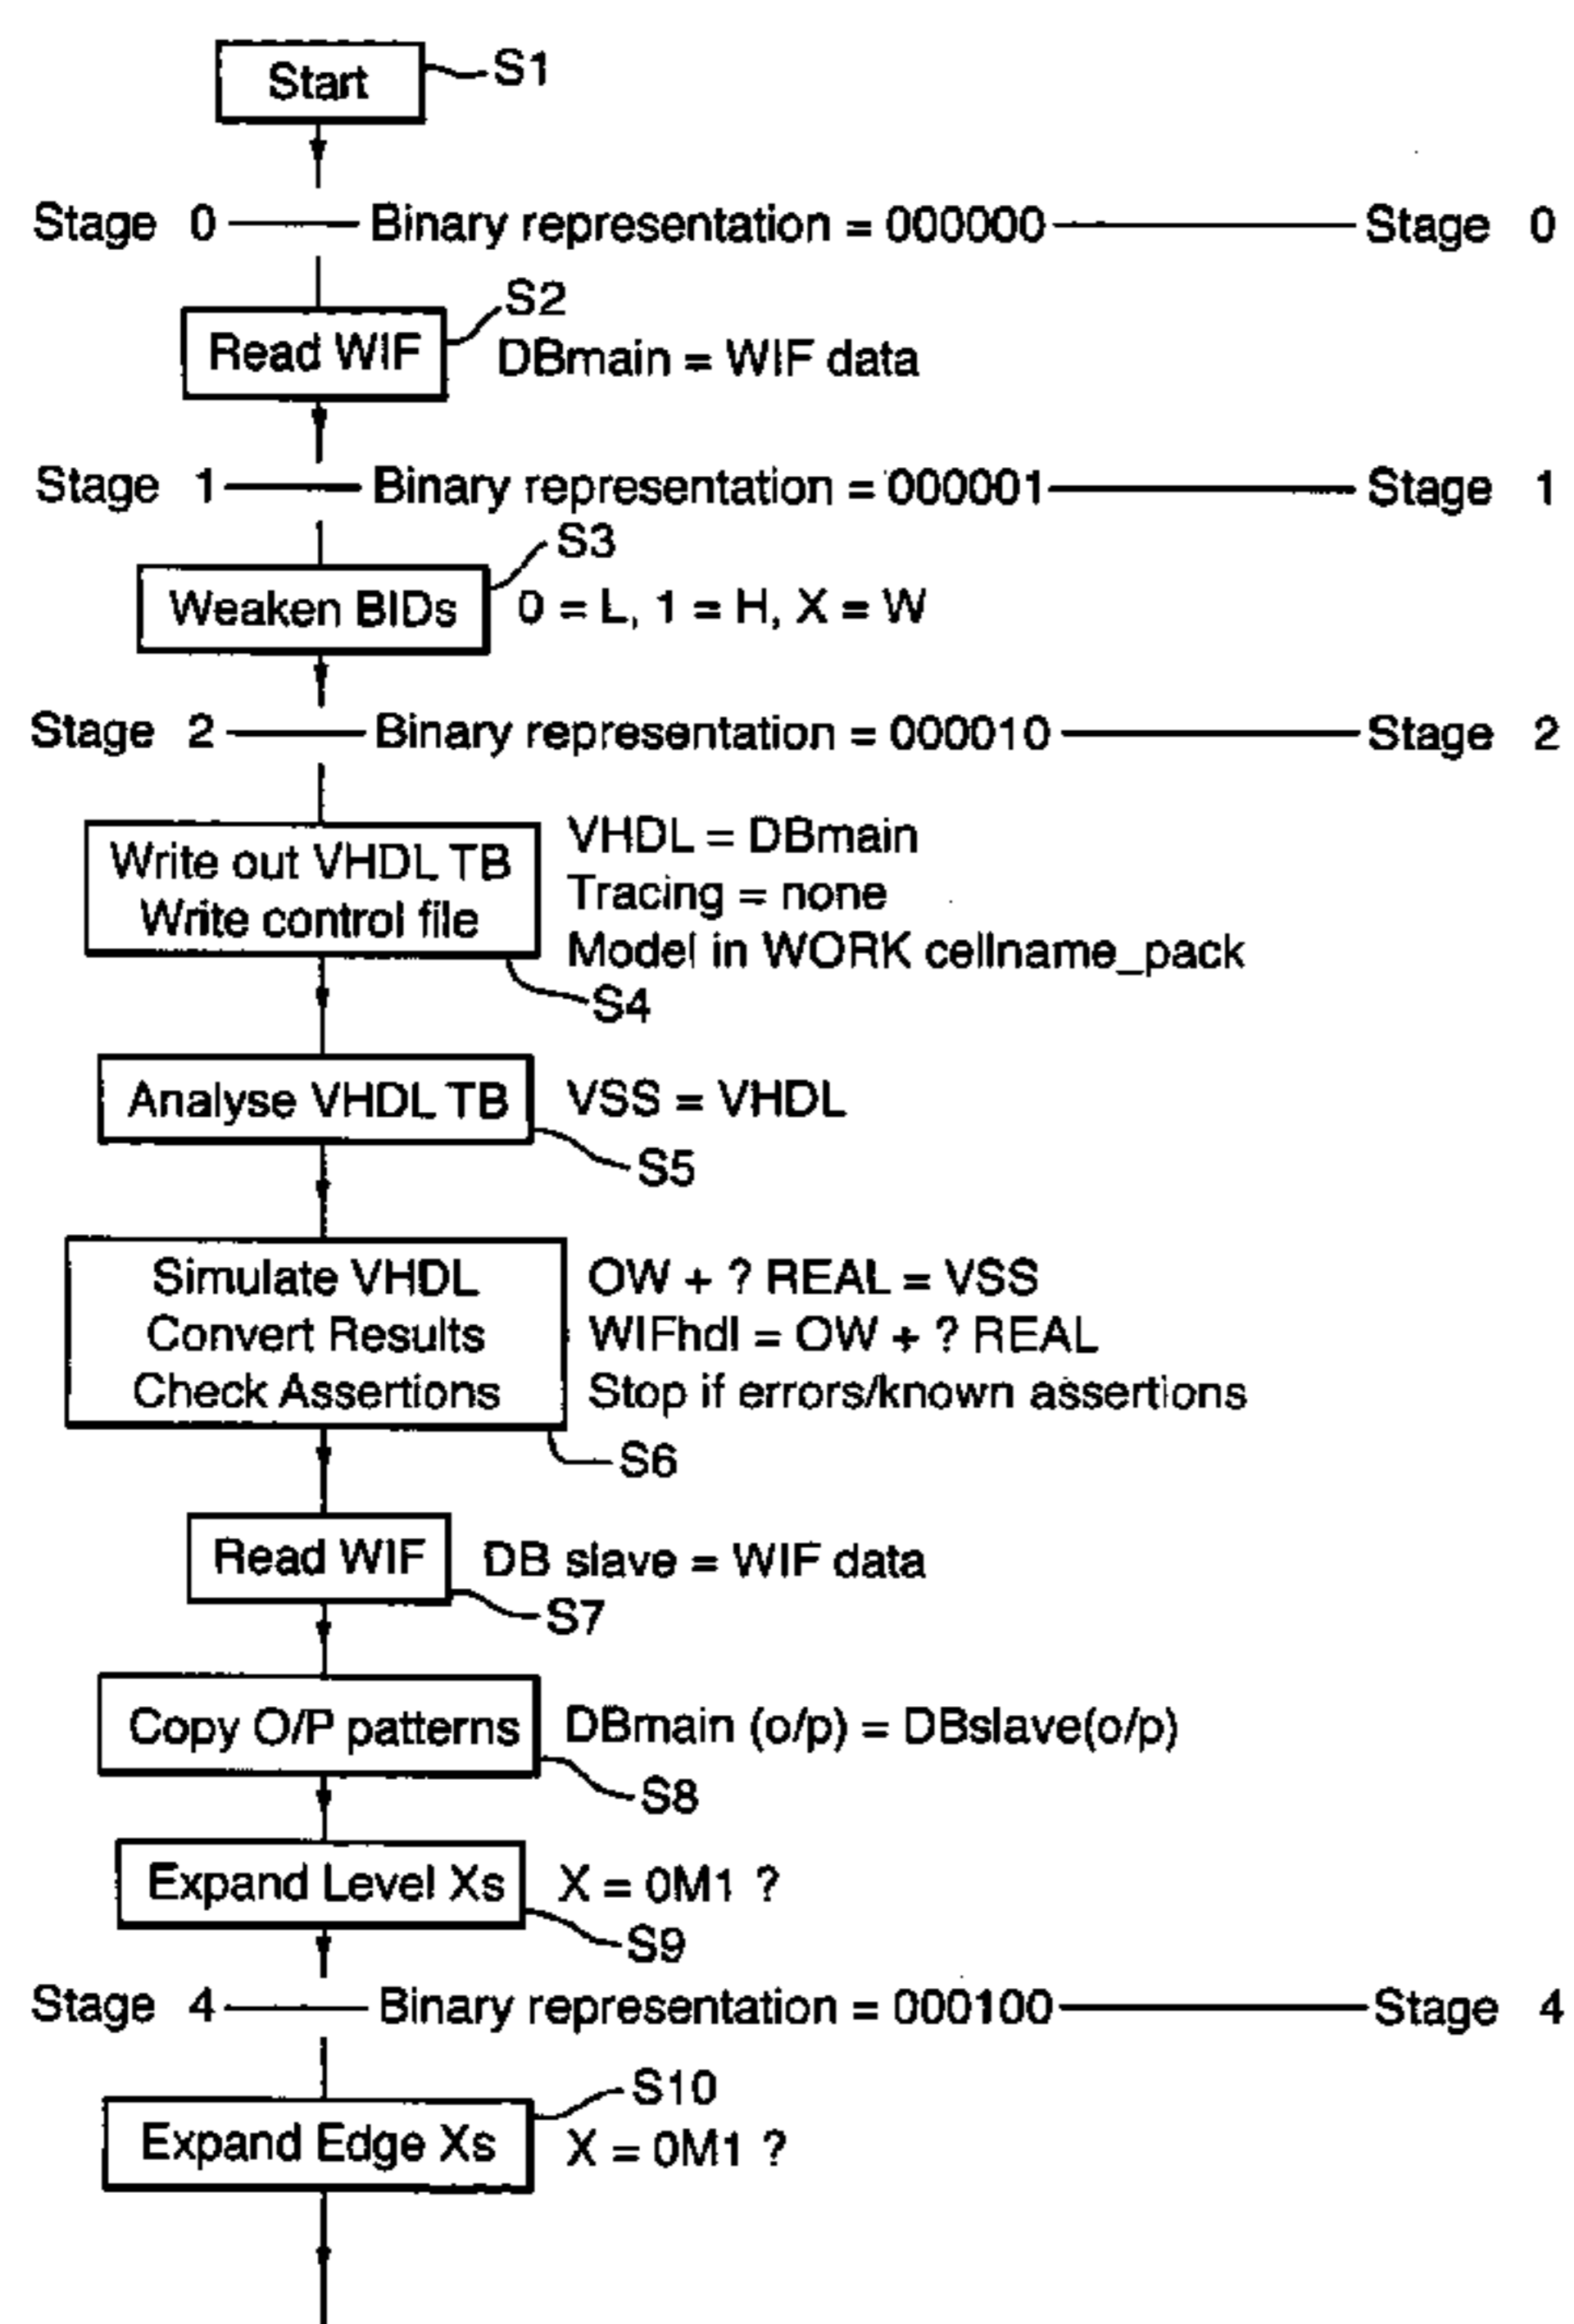 Start
S1
Stage 0 Binary representation = 000000 Stage 0
S2
Read WIF
DBmain = WIF data
Stage 1 Binary representation = 000001 Stage 1
S3
Weaken BIDs
0 = L, 1 = H, X = W
Stage 2 Binary representation = 000010 Stage 2
Write out VHDL TB
Write control file
VHDL = DBmain
Tracing = none
Model in WORK cellname_pack
S4
Analyse VHDL TB
VSS = VHDL
S5
Simulate VHDL
Convert Results
Check Assertions
OW + ? REAL = VSS
WIFhdl = OW + ? REAL
Stop if errors/known assertions
S6
Read WIF
DB slave = WIF data
S7
Copy O/P patterns
DBmain (o/p) = DBslave(o/p)
S8
Expand Level Xs
X = 0M1 ?
S9
Stage 4 Binary representation = 000100 Stage 4
S10
Expand Edge Xs
X = 0M1 ?